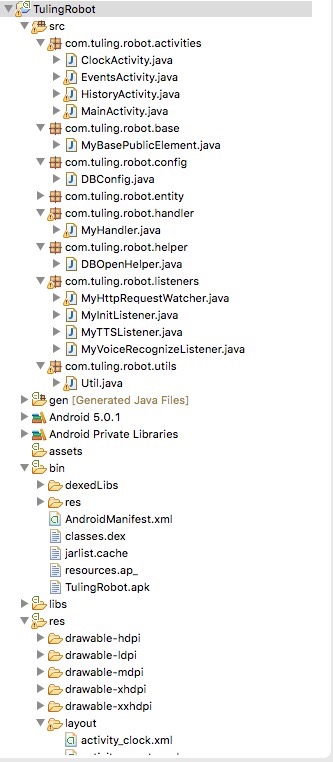 TulingRobot
src
com.tuling.robot.activities
ClockActivity.java
EventsActivity.java
HistoryActivity.java
MainActivity.java
com.tuling.robot.base
MyBasePublicElement.java
com.tuling.robot.config
DBConfig.java
com.tuling.robot.entity
com.tuling.robot.handler
MyHandler.java
com.tuling.robot.helper
DBOpenHelper.java
com.tuling.robot.listeners
MyHttpRequestWatcher.java
MyInitListener.java
MyTTSListener.java
MyVoiceRecognizeListener.java
com.tuling.robot.utils
Util.java
gen [Generated Java Files]
Android 5.0.1
Android Private Libraries
assets
bin
dexedLibs
res
AndroidManifest.xml
classes.dex
jarlist.cache
resources.ap_
TulingRobot.apk
libs
res
drawable-hdpi
drawable-ldpi
drawable-mdpi
drawable-xhdpi
drawable-xxhdpi
layout
activity_clock.xml